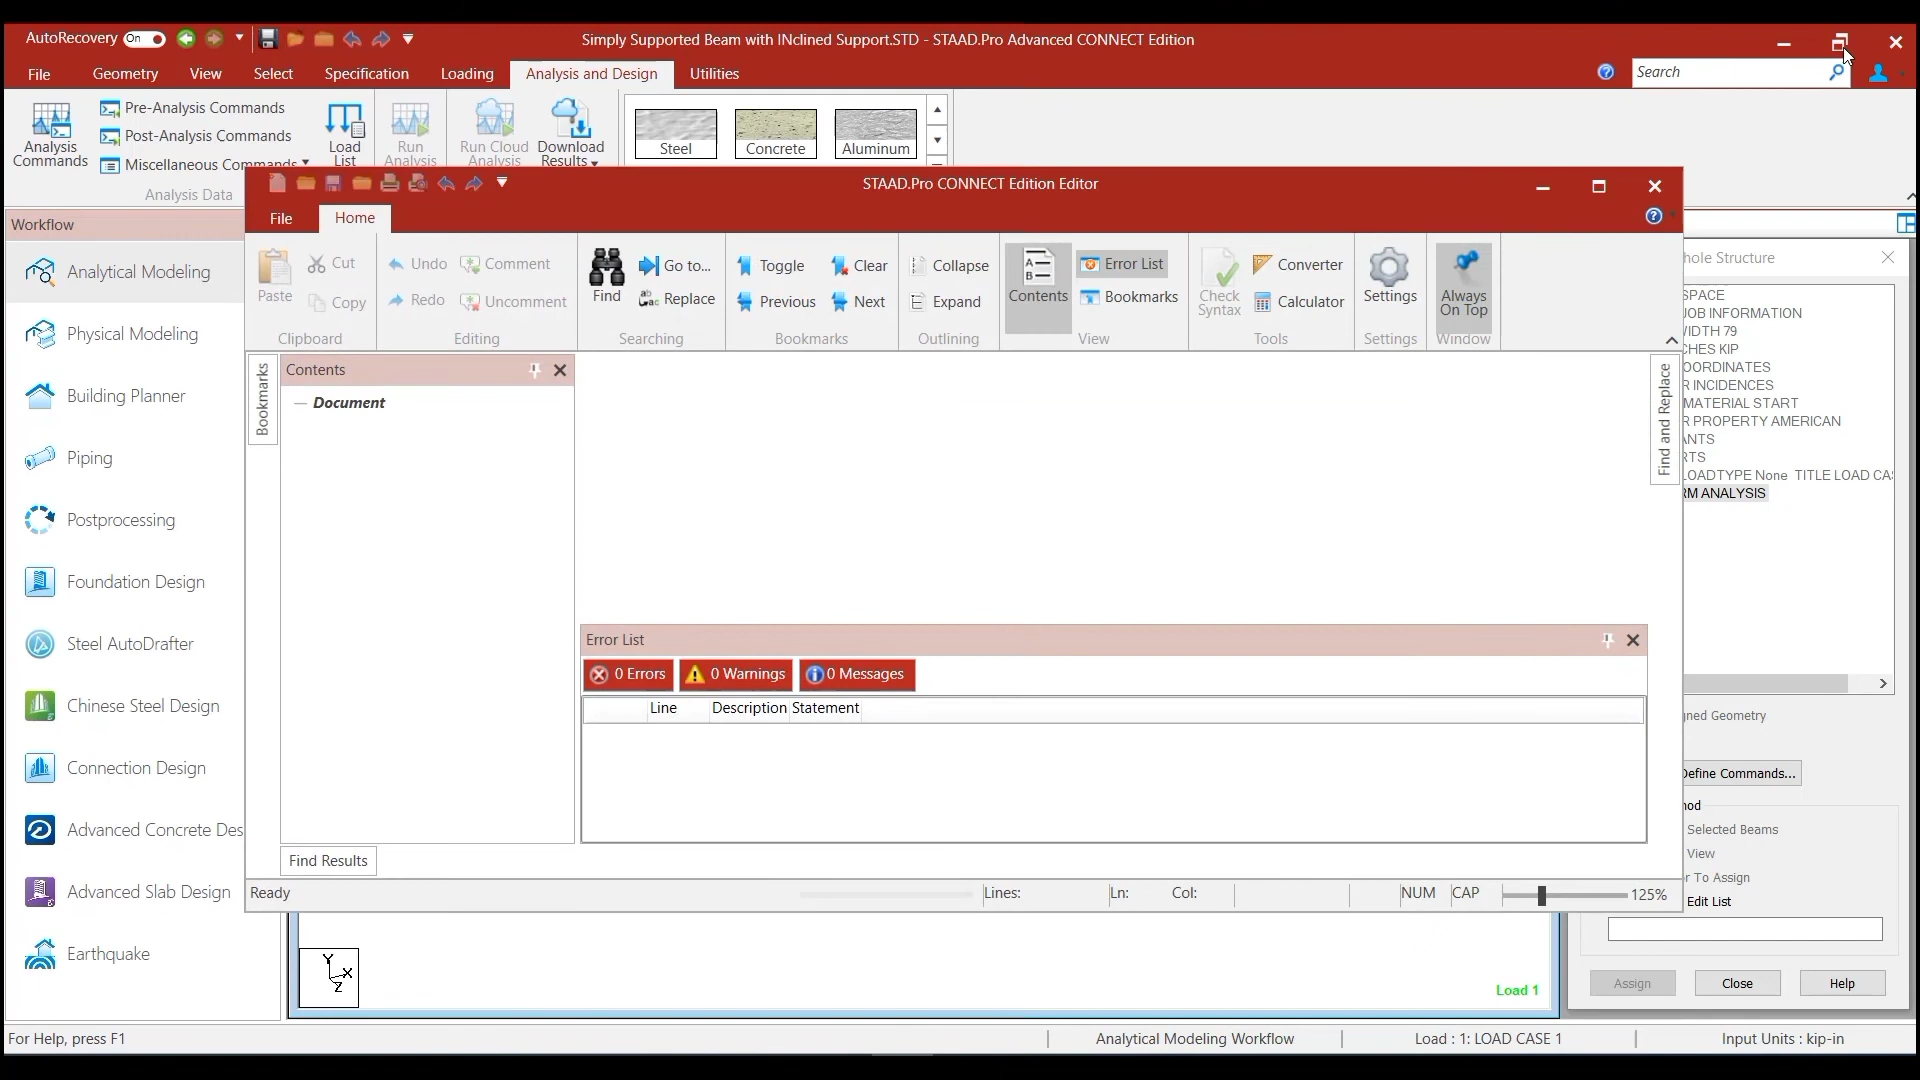 AutoRecovery On Simply Supported Beam with INclined Support.STD - STAAD.Pro Advanced CONNECT Edition
File Geometry View Select Specification Loading Analysis and Design Utilities Search
Analysis Commands
Pre-Analysis Commands
Post-Analysis Commands
Miscellaneous Commands
Load List
Run Analysis
Run Cloud Analysis
Download Results
Steel Concrete Aluminum
Analysis Data
STAAD.Pro CONNECT Edition Editor
File Home
Paste
Cut
Copy
Clipboard
Undo Comment
Redo Uncomment
Editing
Find
Go to...
Replace
Searching
Toggle Clear
Previous Next
Bookmarks
Collapse
Expand
Outlining
Contents
Error List
Bookmarks
View
Check Syntax
Converter
Calculator
Tools
Settings
Settings
Always On Top
Window
Workflow
Analytical Modeling
Physical Modeling
Building Planner
Piping
Postprocessing
Foundation Design
Steel AutoDrafter
Chinese Steel Design
Connection Design
Advanced Concrete Des
Advanced Slab Design
Earthquake
Bookmarks
Contents
Document
Find and Replace
Error List
0 Errors 0 Warnings 0 Messages
Line Description Statement
Find Results
Ready Lines: Ln: Col: NUM CAP 125%
hole Structure
SPACE
JOB INFORMATION
WIDTH 79
CHES KIP
OORDINATES
R INCIDENCES
MATERIAL START
R PROPERTY AMERICAN
ANTS
RTS
LOADTYPE None TITLE LOAD CA
RM ANALYSIS
ned Geometry
Define Commands...
hod
Selected Beams
View
r To Assign
Edit List
Assign Close Help
Y
X
Z
Load 1
For Help, press F1 Analytical Modeling Workflow Load : 1: LOAD CASE 1 Input Units : kip-in